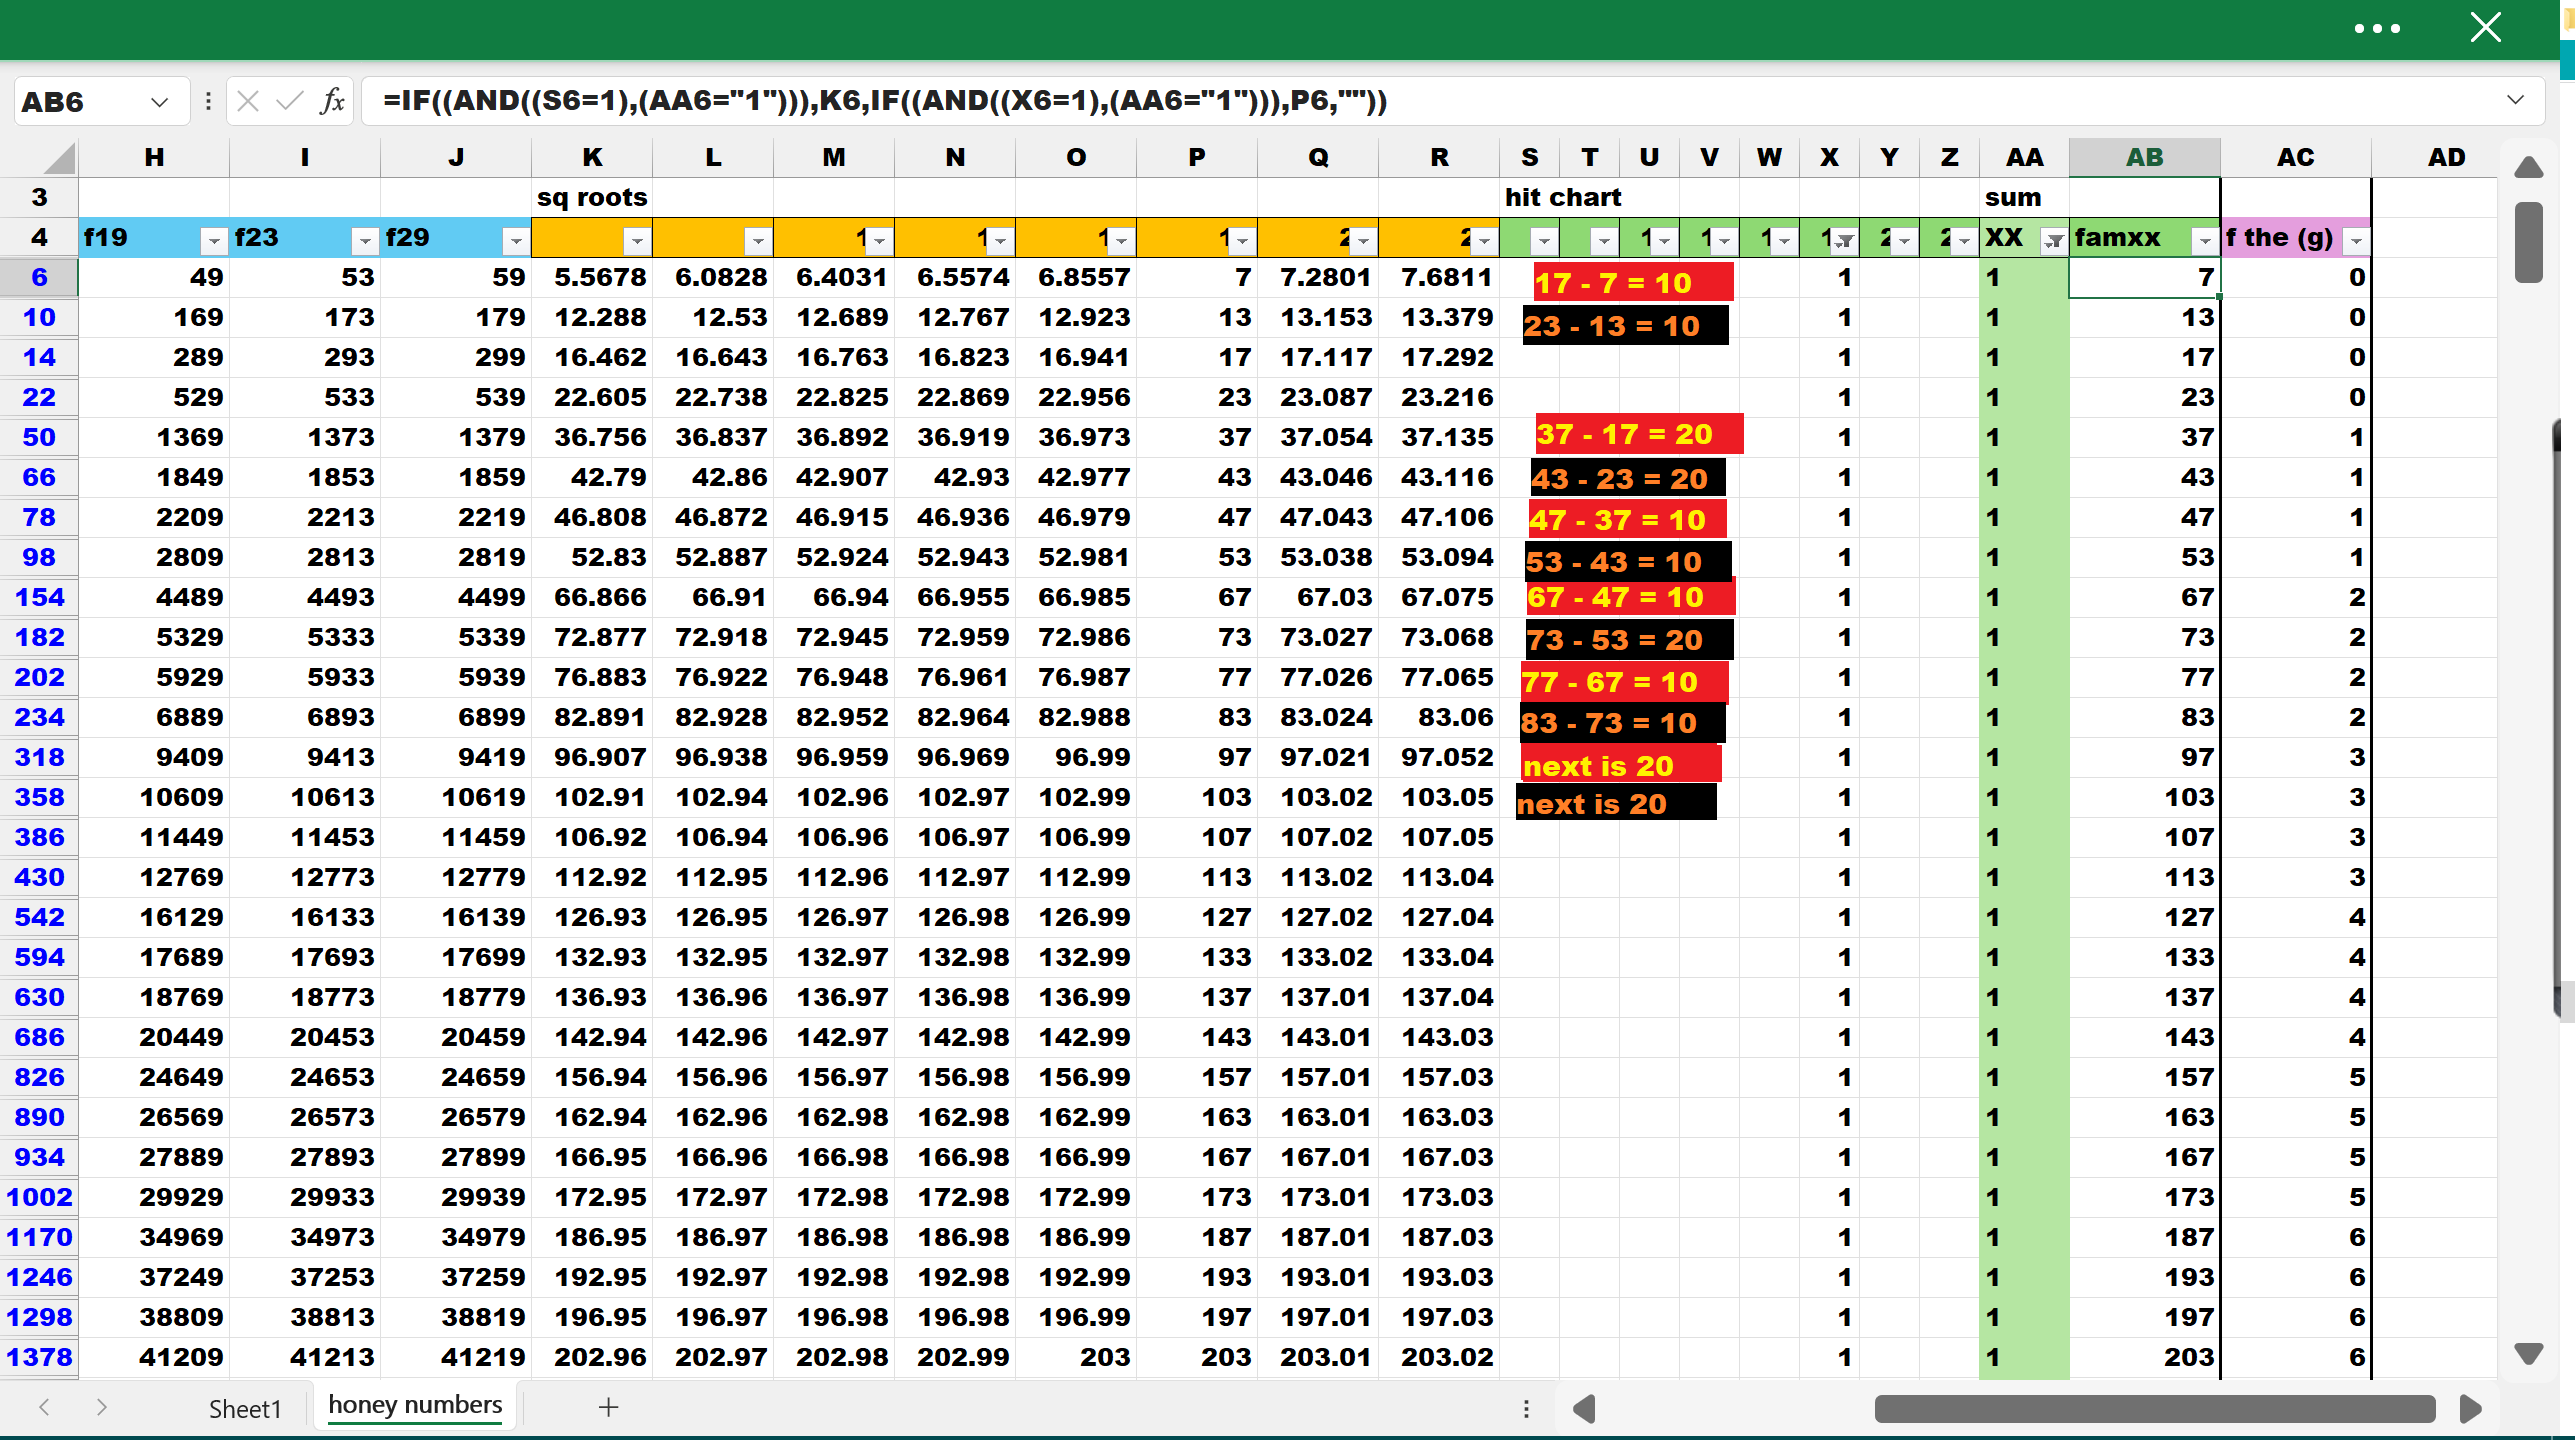 AB6 fx =IF((AND((S6=1),(AA6="1"))),K6,IF((AND((X6=1),(AA6="1"))),P6,""))
H I J K L M N O P Q R S T U V W X Y Z AA AB AC AD
3 sq roots hit chart sum
4 f19 f23 f29 1 1 1 1 2 2 1 1 1 1 2 2 XX famxx f the (g)
6 49 53 59 5.5678 6.0828 6.4031 6.5574 6.8557 7 7.2801 7.6811 17 - 7 = 10 1 1 7 0
10 169 173 179 12.288 12.53 12.689 12.767 12.923 13 13.153 13.379 23 - 13 = 10 1 1 13 0
14 289 293 299 16.462 16.643 16.763 16.823 16.941 17 17.117 17.292 1 1 17 0
22 529 533 539 22.605 22.738 22.825 22.869 22.956 23 23.087 23.216 1 1 23 0
50 1369 1373 1379 36.756 36.837 36.892 36.919 36.973 37 37.054 37.135 37 - 17 = 20 1 1 37 1
66 1849 1853 1859 42.79 42.86 42.907 42.93 42.977 43 43.046 43.116 43 - 23 = 20 1 1 43 1
78 2209 2213 2219 46.808 46.872 46.915 46.936 46.979 47 47.043 47.106 47 - 37 = 10 1 1 47 1
98 2809 2813 2819 52.83 52.887 52.924 52.943 52.981 53 53.038 53.094 53 - 43 = 10 1 1 53 1
154 4489 4493 4499 66.866 66.91 66.94 66.955 66.985 67 67.03 67.075 67 - 47 = 10 1 1 67 2
182 5329 5333 5339 72.877 72.918 72.945 72.959 72.986 73 73.027 73.068 73 - 53 = 20 1 1 73 2
202 5929 5933 5939 76.883 76.922 76.948 76.961 76.987 77 77.026 77.065 77 - 67 = 10 1 1 77 2
234 6889 6893 6899 82.891 82.928 82.952 82.964 82.988 83 83.024 83.06 83 - 73 = 10 1 1 83 2
318 9409 9413 9419 96.907 96.938 96.959 96.969 96.99 97 97.021 97.052 next is 20 1 1 97 3
358 10609 10613 10619 102.91 102.94 102.96 102.97 102.99 103 103.02 103.05 next is 20 1 1 103 3
386 11449 11453 11459 106.92 106.94 106.96 106.97 106.99 107 107.02 107.05 1 1 107 3
430 12769 12773 12779 112.92 112.95 112.96 112.97 112.99 113 113.02 113.04 1 1 113 3
542 16129 16133 16139 126.93 126.95 126.97 126.98 126.99 127 127.02 127.04 1 1 127 4
594 17689 17693 17699 132.93 132.95 132.97 132.98 132.99 133 133.02 133.04 1 1 133 4
630 18769 18773 18779 136.93 136.96 136.97 136.98 136.99 137 137.01 137.04 1 1 137 4
686 20449 20453 20459 142.94 142.96 142.97 142.98 142.99 143 143.01 143.03 1 1 143 4
826 24649 24653 24659 156.94 156.96 156.97 156.98 156.99 157 157.01 157.03 1 1 157 5
890 26569 26573 26579 162.94 162.96 162.98 162.98 162.99 163 163.01 163.03 1 1 163 5
934 27889 27893 27899 166.95 166.96 166.98 166.98 166.99 167 167.01 167.03 1 1 167 5
1002 29929 29933 29939 172.95 172.97 172.98 172.98 172.99 173 173.01 173.03 1 1 173 5
1170 34969 34973 34979 186.95 186.97 186.98 186.98 186.99 187 187.01 187.03 1 1 187 6
1246 37249 37253 37259 192.95 192.97 192.98 192.98 192.99 193 193.01 193.03 1 1 193 6
1298 38809 38813 38819 196.95 196.97 196.98 196.98 196.99 197 197.01 197.03 1 1 197 6
1378 41209 41213 41219 202.96 202.97 202.98 202.99 203 203 203.01 203.02 1 1 203 6
Sheet1 honey numbers